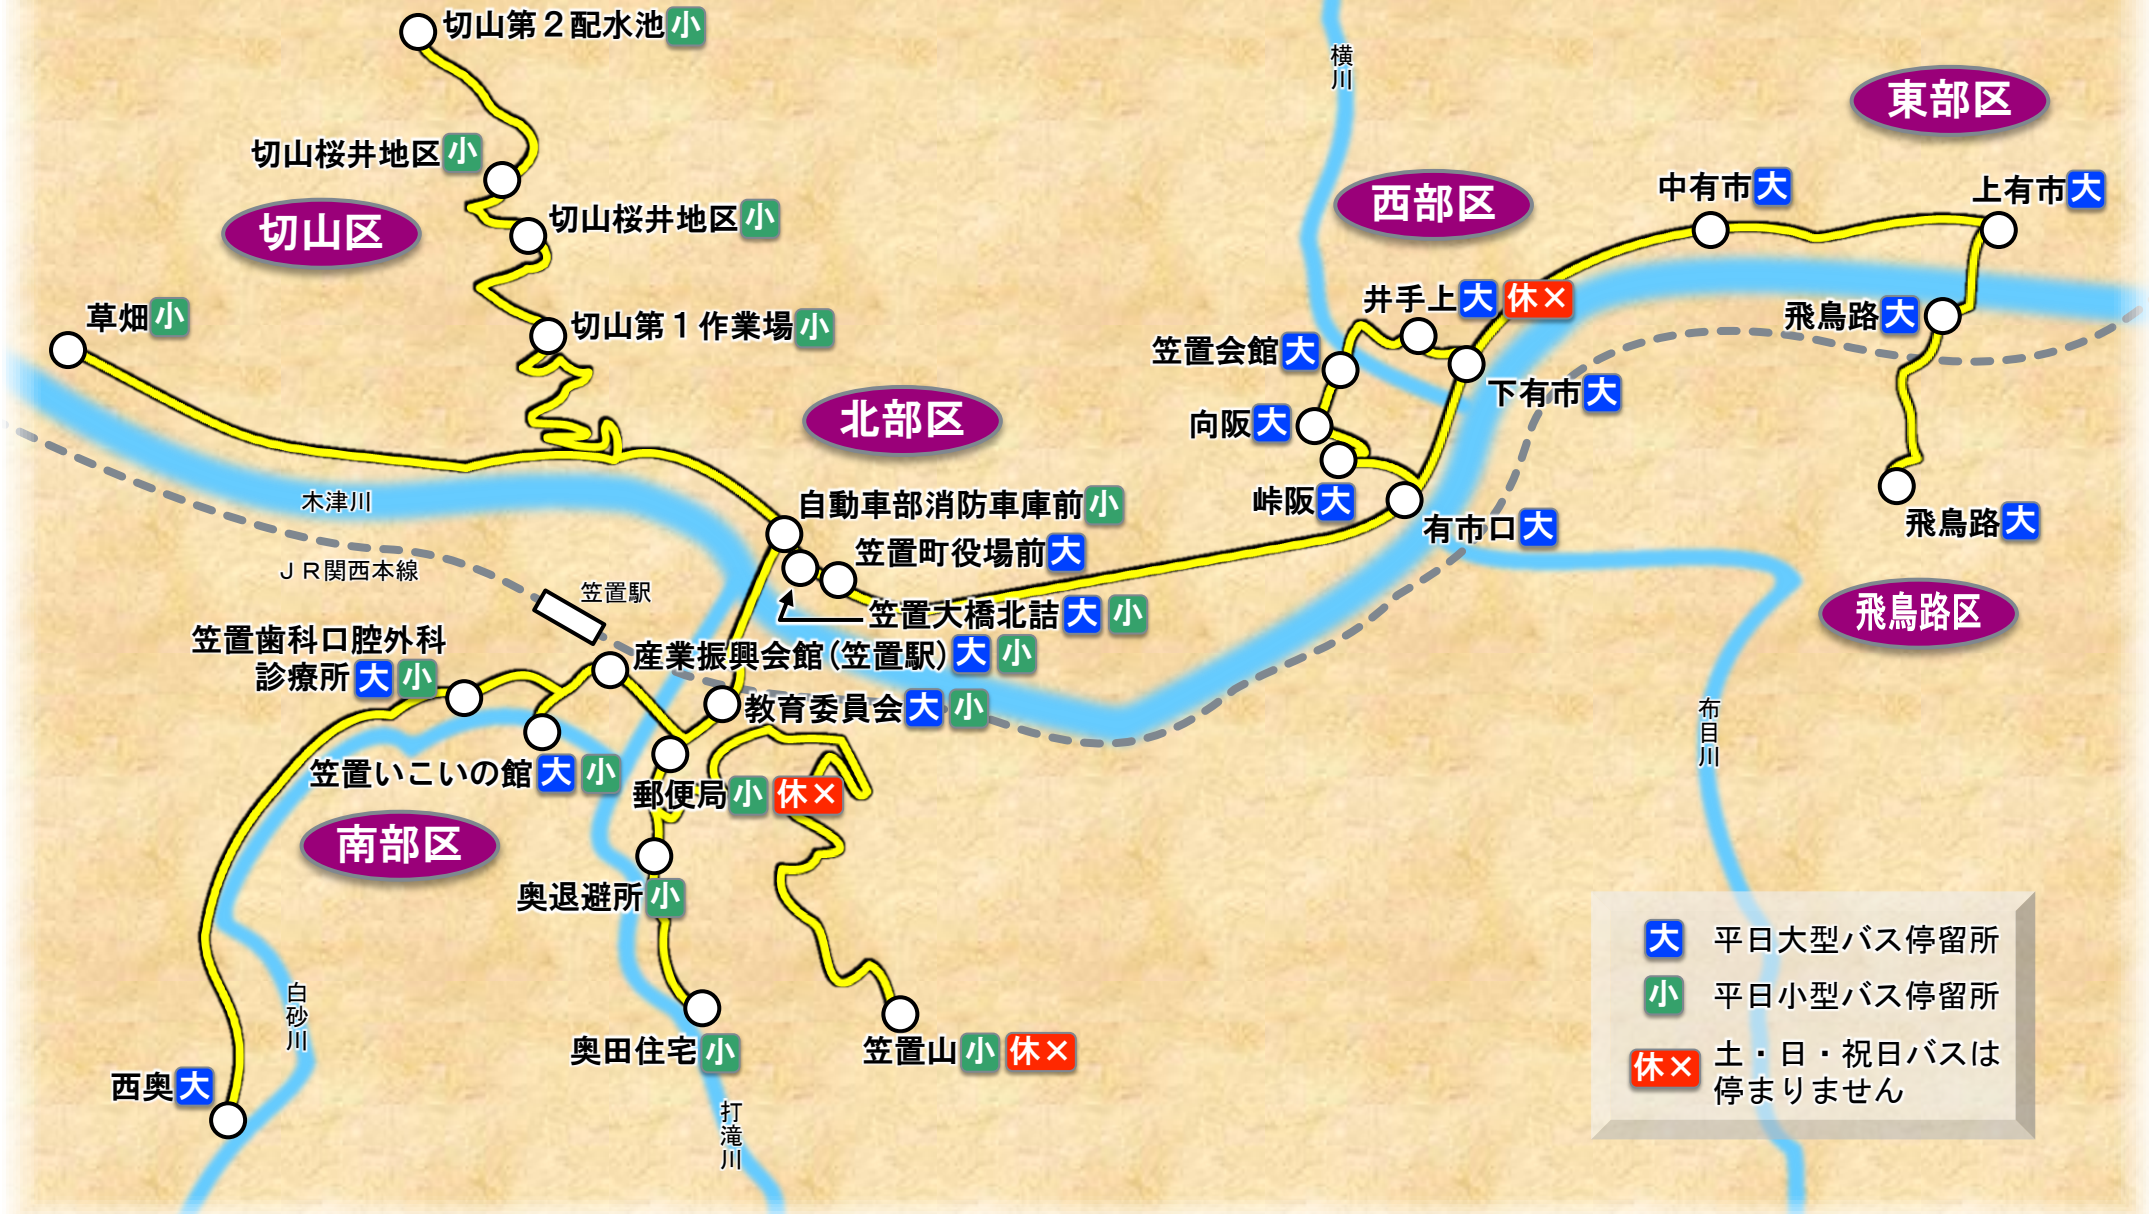 切山第２配水池 小
横川
東部区
切山桜井地区 小
中有市 大
上有市 大
西部区
切山区
切山桜井地区 小
井手上 大 休×
草畑 小
飛鳥路 大
切山第１作業場 小
笠置会館 大
下有市 大
北部区
向阪 大
木津川
自動車部消防車庫前 小
峠阪 大
有市口 大
飛鳥路 大
笠置町役場前 大
ＪＲ関西本線
笠置駅
笠置大橋北詰 大 小
飛鳥路区
笠置歯科口腔外科
診療所 大 小
産業振興会館(笠置駅) 大 小
教育委員会 大 小
布目川
笠置いこいの館 大 小
郵便局 小 休×
南部区
奥退避所 小
大 平日大型バス停留所
小 平日小型バス停留所
休× 土・日・祝日バスは
停まりません
白砂川
奥田住宅 小
笠置山 小 休×
西奥 大
打滝川